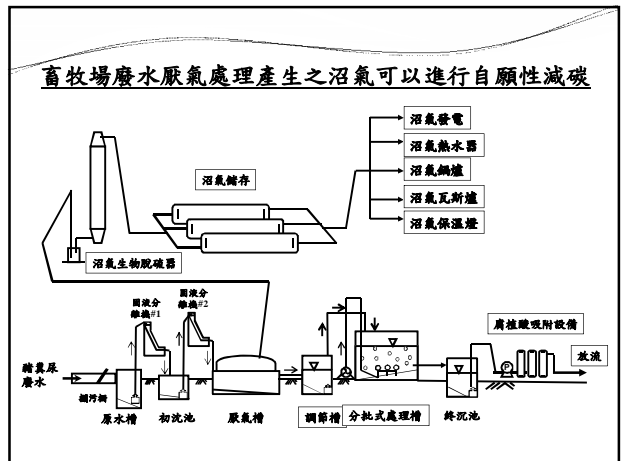 畜牧場廢水厭氣處理產生之沼氣可以進行自願性減碳
沼氣發電
沼氣熱水器
沼氣鍋爐
沼氣瓦斯爐
沼氣保溫燈
沼氣儲存
沼氣生物脫硫器
固液分
離機#1
固液分
離機#2
腐植酸吸附設備
豬糞尿
廢水
攔污柵
原水槽
初沈池
厭氣槽
調節槽
分批式處理槽
終沉池
P
放流